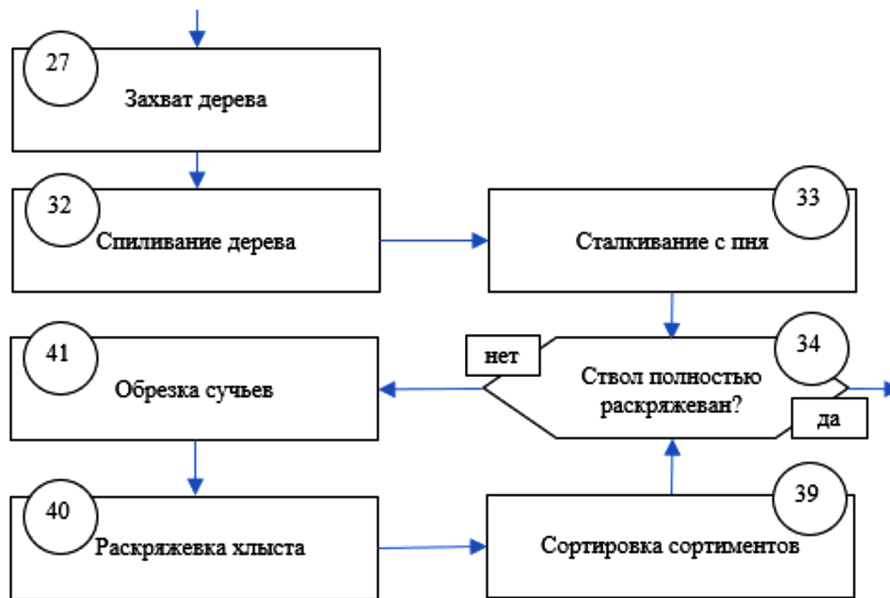 27
Захват дерева
32
Спиливание дерева
33
Сталкивание с пня
41
Обрезка сучьев
нет
34
Ствол полностью
раскряжеван?
да
40
Раскряжевка хлыста
39
Сортировка сортиментов